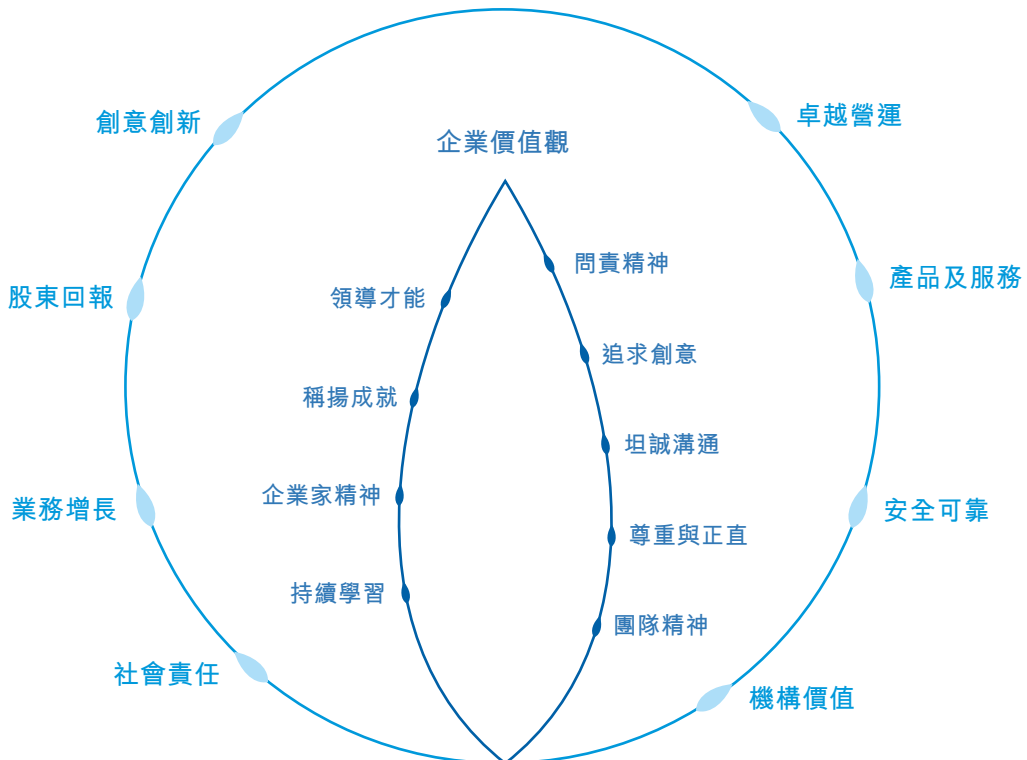 創意創新
卓越營運
企業價值觀
問責精神
產品及服務
股東回報
領導才能
追求創意
稱揚成就
坦誠溝通
企業家精神
業務增長
安全可靠
尊重與正直
持續學習
團隊精神
社會責任
機構價值